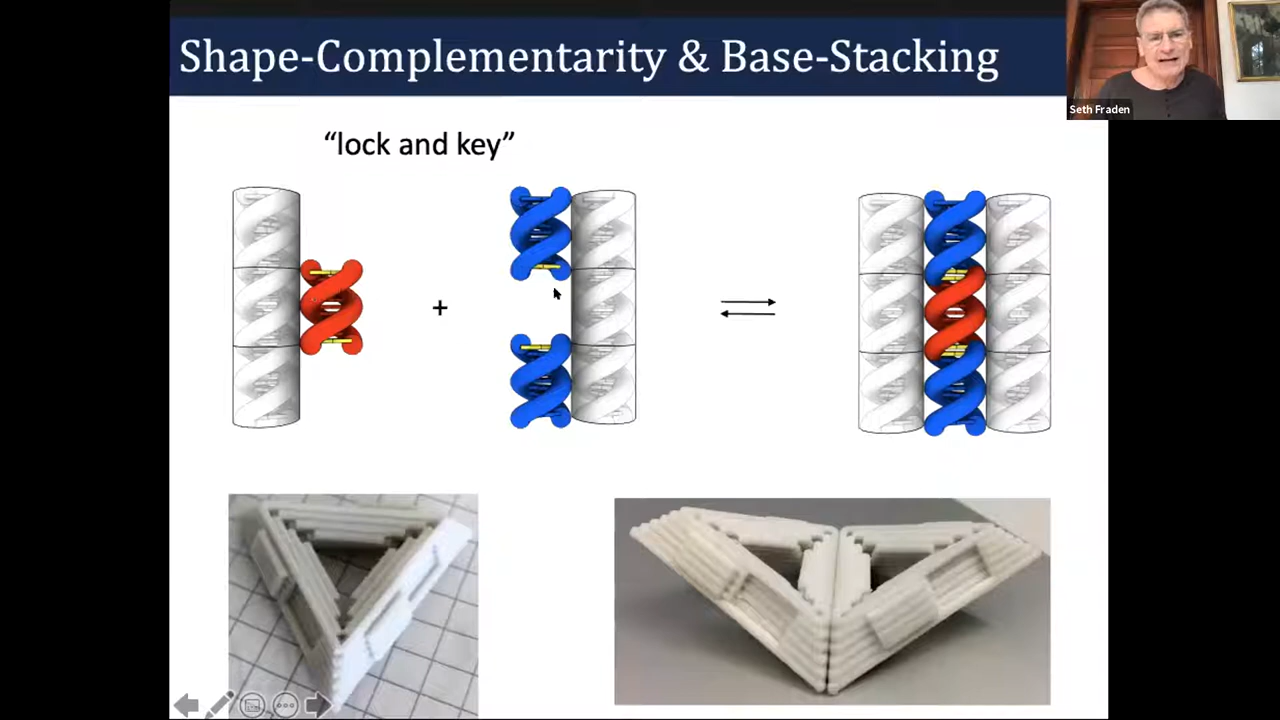 Shape-Complementarity & Base-Stacking
Seth Fraden
“lock and key”
+